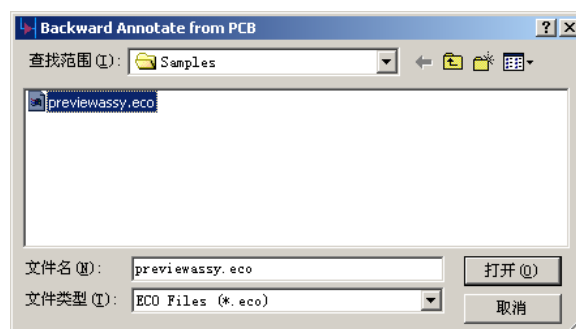 Backward Annotate from PCB
查找范围(I): Samples
previewassy.eco
文件名(N): previewassy.eco 打开(O)
文件类型(T): ECO Files (*.eco) 取消